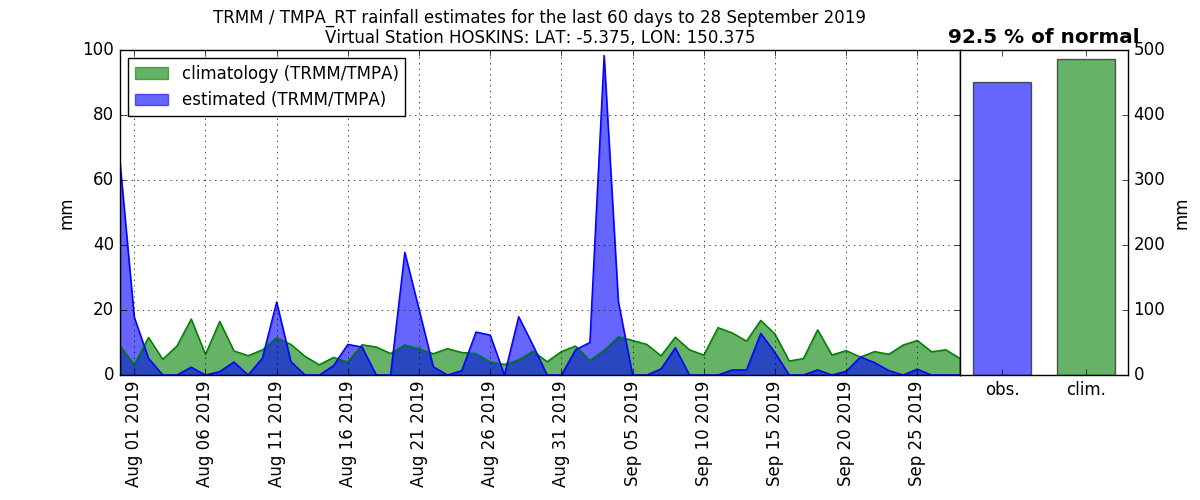 TRMM / TMPA_RT rainfall estimates for the last 60 days to 28 September 2019
Virtual Station HOSKINS: LAT: -5.375, LON: 150.375
92.5 % of normal
climatology (TRMM/TMPA)
estimated (TRMM/TMPA)
100
80
60
40
20
0
mm
Aug 01 2019
Aug 06 2019
Aug 11 2019
Aug 16 2019
Aug 21 2019
Aug 26 2019
Aug 31 2019
Sep 05 2019
Sep 10 2019
Sep 15 2019
Sep 20 2019
Sep 25 2019
500
400
300
200
100
0
mm
obs.
clim.